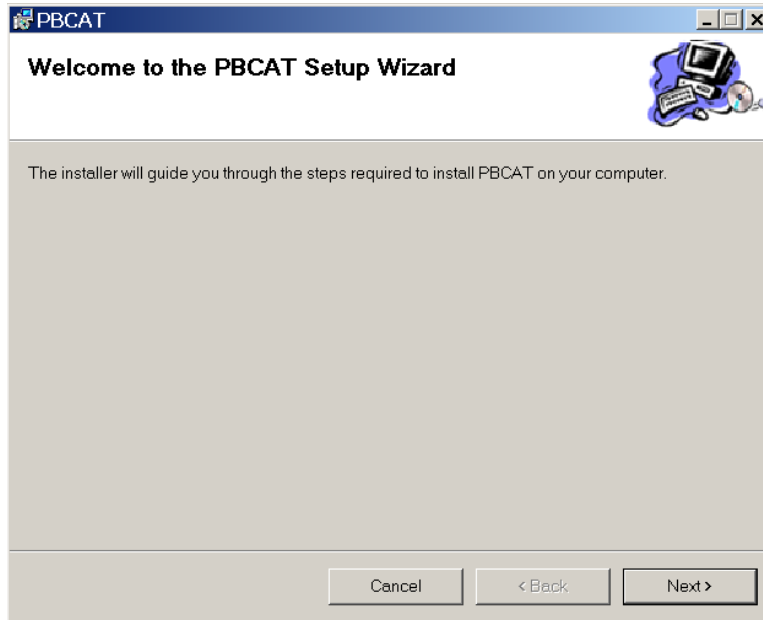 PBCAT
Welcome to the PBCAT Setup Wizard
The installer will guide you through the steps required to install PBCAT on your computer.
Cancel
< Back
Next >